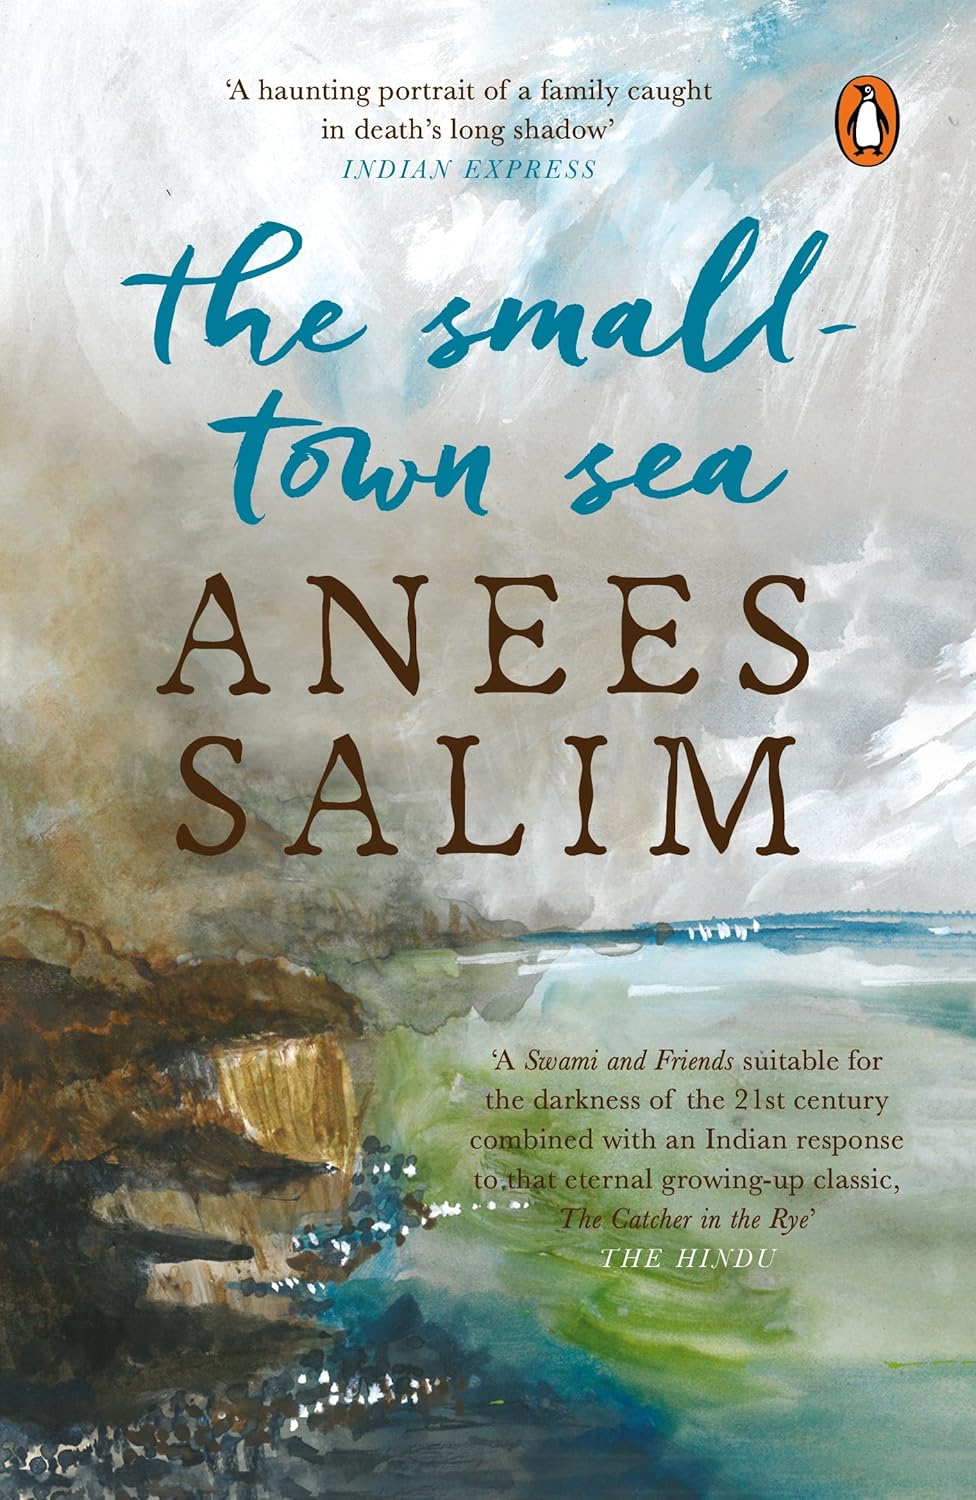 ‘A haunting portrait of a family caught
in death’s long shadow’
INDIAN EXPRESS
the small-
town sea
ANEES
SALIM
‘A Swami and Friends suitable for
the darkness of the 21st century
combined with an Indian response
to that eternal growing-up classic,
The Catcher in the Rye’
THE HINDU